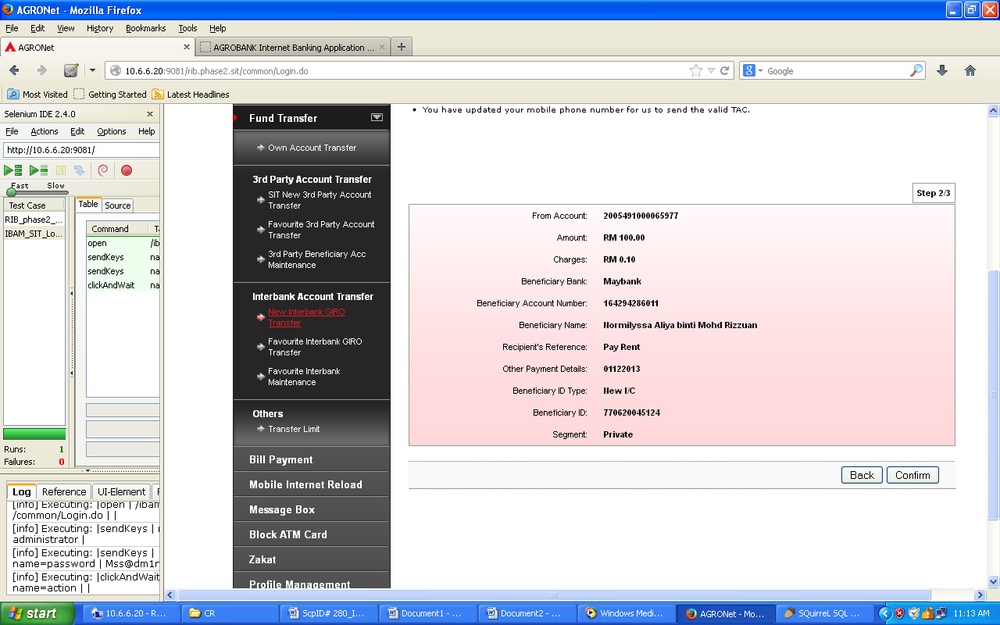 AGRONet - Mozilla Firefox
File Edit View History Bookmarks Tools Help
AGRONet
AGROBANK Internet Banking Application ...
10.6.6.20:9081/rib.phase2.sit/common/Login.do
Google
Most Visited Getting Started Latest Headlines
Selenium IDE 2.4.0
File Actions Edit Options Help
http://10.6.6.20:9081/
Fast Slow
Test Case
RIB_phase2_...
IBAM_SIT_Lo...
Table Source
Command Ta
open /ib
sendKeys na
sendKeys na
clickAndWait na
Runs: 1
Failures: 0
Log Reference UI-Element
[info] Executing: |open | /ibam
/common/Login.do | |
[info] Executing: |sendKeys |
administrator |
[info] Executing: |sendKeys |
name=password | Mss@dm1n
[info] Executing: |clickAndWait
name=action | |
Fund Transfer
Own Account Transfer
3rd Party Account Transfer
SIT New 3rd Party Account
Transfer
Favourite 3rd Party Account
Transfer
3rd Party Beneficiary Acc
Maintenance
Interbank Account Transfer
New Interbank GIRO
Transfer
Favourite Interbank GIRO
Transfer
Favourite Interbank
Maintenance
Others
Transfer Limit
Bill Payment
Mobile Internet Reload
Message Box
Block ATM Card
Zakat
Profile Management
• You have updated your mobile phone number for us to send the valid TAC.
Step 2/3
From Account: 2005491000065977
Amount: RM 100.00
Charges: RM 0.10
Beneficiary Bank: Maybank
Beneficiary Account Number: 164294286011
Beneficiary Name: Normilyssa Aliya binti Mohd Rizzuan
Recipient's Reference: Pay Rent
Other Payment Details: 01122013
Beneficiary ID Type: New I/C
Beneficiary ID: 770620045124
Segment: Private
Back Confirm
start 10.6.6.20 - R... CR ScpID# 280_I... Document1 - ... Document2 - ... Windows Medi... AGRONet - Mo... SQuirreL SQL ... 11:13 AM